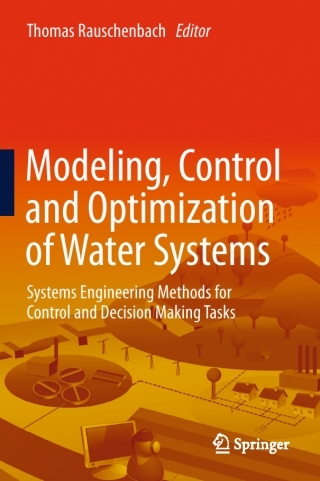 Thomas Rauschenbach Editor
Modeling, Control
and Optimization
of Water Systems
Systems Engineering Methods for
Control and Decision Making Tasks
Springer